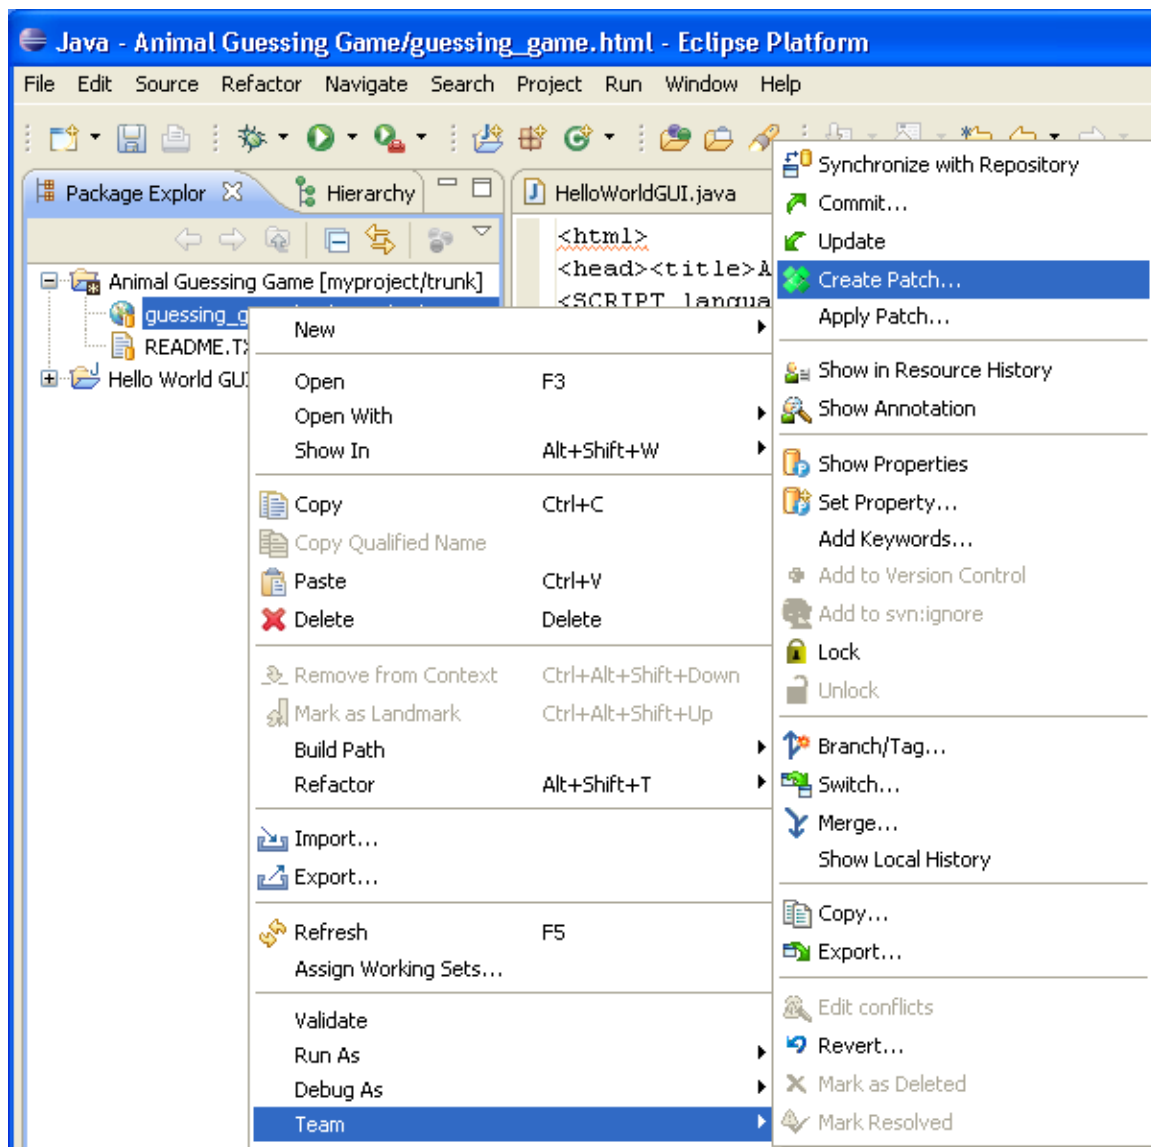 Java - Animal Guessing Game/guessing_game.html - Eclipse Platform
File Edit Source Refactor Navigate Search Project Run Window Help
Package Explor Hierarchy
HelloWorldGUI.java
Animal Guessing Game [myproject/trunk]
guessing_g
README.TX
Hello World GUI
<html>
<head><title>A
<SCRIPT langua
New
Open F3
Open With
Show In Alt+Shift+W
Copy Ctrl+C
Copy Qualified Name
Paste Ctrl+V
Delete Delete
Remove from Context Ctrl+Alt+Shift+Down
Mark as Landmark Ctrl+Alt+Shift+Up
Build Path
Refactor Alt+Shift+T
Import...
Export...
Refresh F5
Assign Working Sets...
Validate
Run As
Debug As
Team
Synchronize with Repository
Commit...
Update
Create Patch...
Apply Patch...
Show in Resource History
Show Annotation
Show Properties
Set Property...
Add Keywords...
Add to Version Control
Add to svn:ignore
Lock
Unlock
Branch/Tag...
Switch...
Merge...
Show Local History
Copy...
Export...
Edit conflicts
Revert...
Mark as Deleted
Mark Resolved